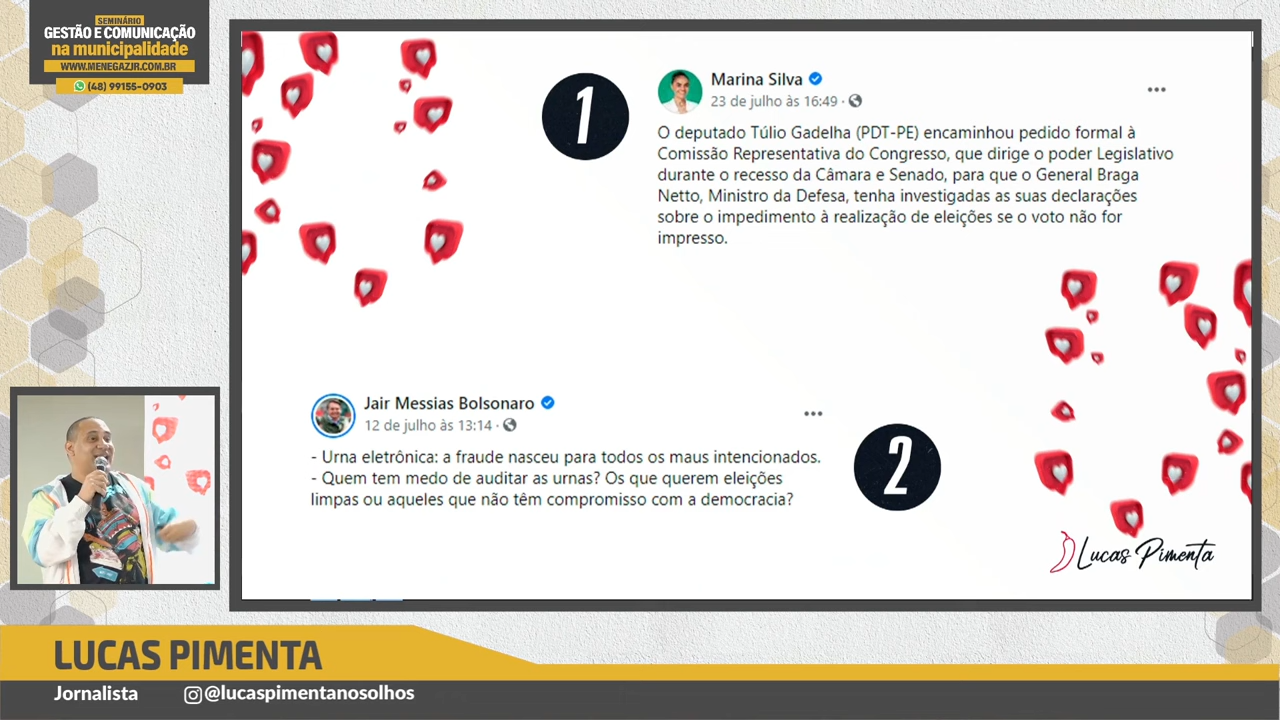 SEMINÁRIO
GESTÃO E COMUNICAÇÃO
na municipalidade
WWW.MENEGAZJR.COM.BR
(48) 99155-0903
1
Marina Silva
23 de julho às 16:49 ·
O deputado Túlio Gadelha (PDT-PE) encaminhou pedido formal à
Comissão Representativa do Congresso, que dirige o poder Legislativo
durante o recesso da Câmara e Senado, para que o General Braga
Netto, Ministro da Defesa, tenha investigadas as suas declarações
sobre o impedimento à realização de eleições se o voto não for
impresso.
Jair Messias Bolsonaro
12 de julho às 13:14 ·
- Urna eletrônica: a fraude nasceu para todos os maus intencionados.
- Quem tem medo de auditar as urnas? Os que querem eleições
limpas ou aqueles que não têm compromisso com a democracia?
2
Lucas Pimenta
LUCAS PIMENTA
Jornalista
@lucaspimentanosolhos